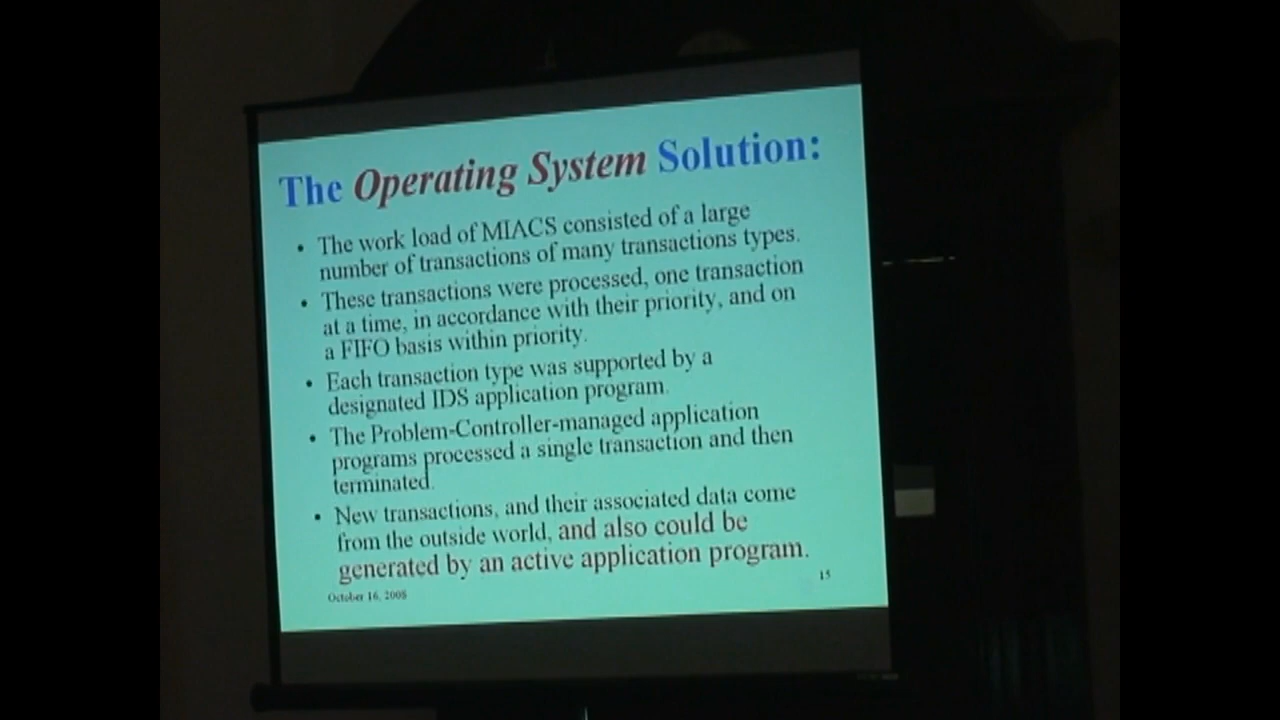 The Operating System Solution:
• The work load of MIACS consisted of a large
number of transactions of many transactions types.
• These transactions were processed, one transaction
at a time, in accordance with their priority, and on
a FIFO basis within priority.
• Each transaction type was supported by a
designated IDS application program.
• The Problem-Controller-managed application
programs processed a single transaction and then
terminated.
• New transactions, and their associated data come
from the outside world, and also could be
generated by an active application program.
October 16, 2008
15